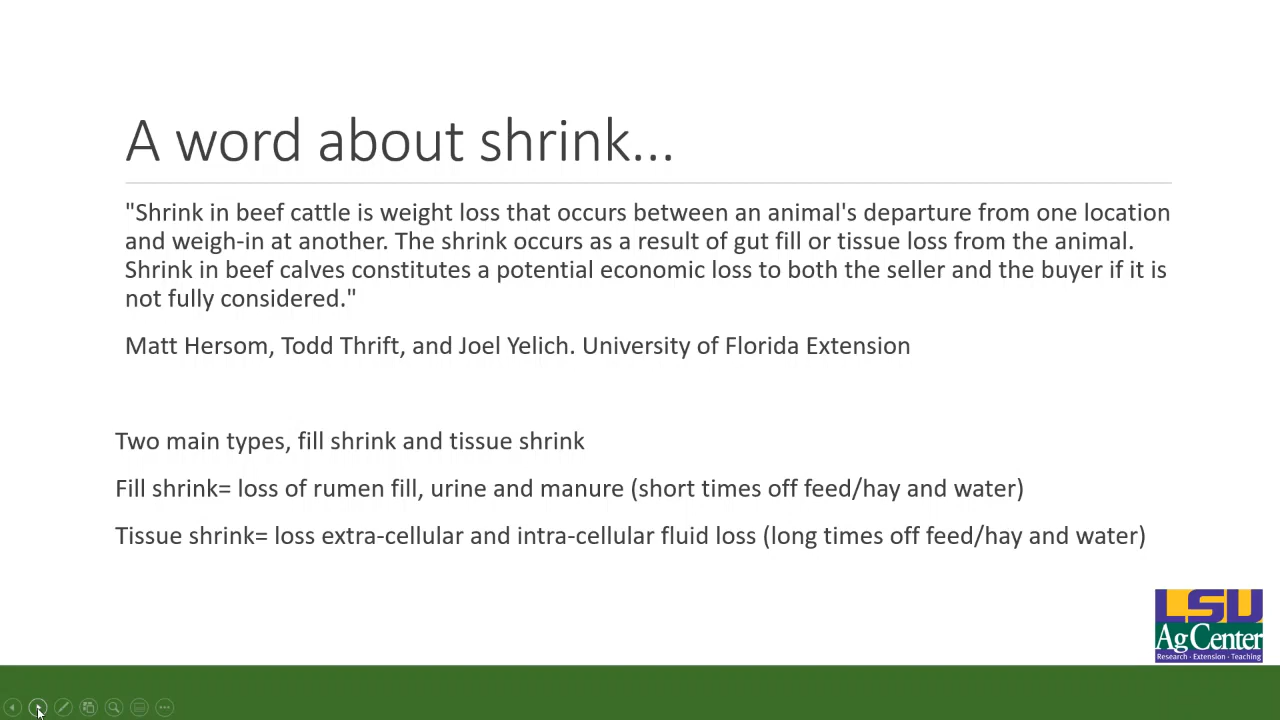 A word about shrink...
"Shrink in beef cattle is weight loss that occurs between an animal's departure from one location
and weigh-in at another. The shrink occurs as a result of gut fill or tissue loss from the animal.
Shrink in beef calves constitutes a potential economic loss to both the seller and the buyer if it is
not fully considered."
Matt Hersom, Todd Thrift, and Joel Yelich. University of Florida Extension
Two main types, fill shrink and tissue shrink
Fill shrink= loss of rumen fill, urine and manure (short times off feed/hay and water)
Tissue shrink= loss extra-cellular and intra-cellular fluid loss (long times off feed/hay and water)
LSU
AgCenter
Research · Extension · Teaching